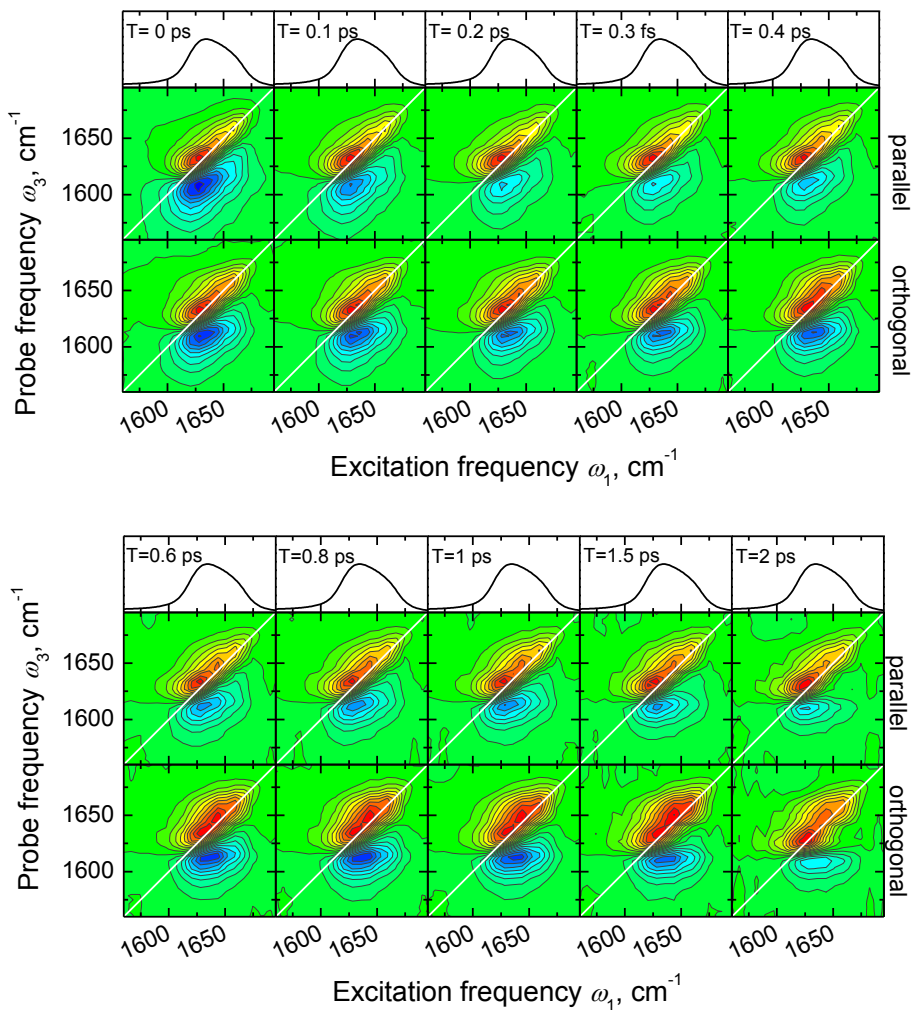 T= 0 ps T= 0.1 ps T= 0.2 ps T= 0.3 fs T= 0.4 ps
Probe frequency ω3, cm-1
1650
1600
parallel
1650
1600
orthogonal
1600 1650 1600 1650 1600 1650 1600 1650 1600 1650
Excitation frequency ω1, cm-1
T=0.6 ps T=0.8 ps T=1 ps T=1.5 ps T=2 ps
Probe frequency ω3, cm-1
1650
1600
parallel
1650
1600
orthogonal
1600 1650 1600 1650 1600 1650 1600 1650 1600 1650
Excitation frequency ω1, cm-1